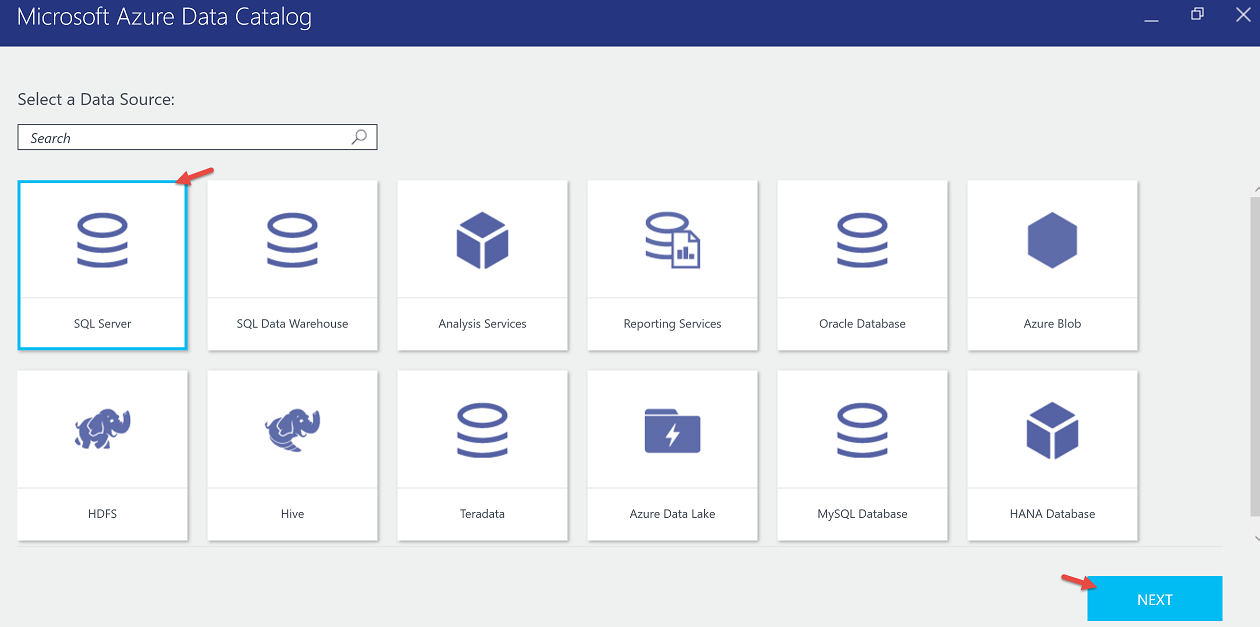 Microsoft Azure Data Catalog
Select a Data Source:
Search
SQL Server
SQL Data Warehouse
Analysis Services
Reporting Services
Oracle Database
Azure Blob
HDFS
Hive
Teradata
Azure Data Lake
MySQL Database
HANA Database
NEXT